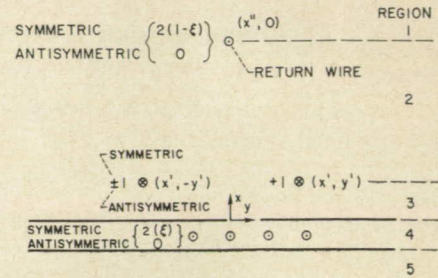 REGION
(x", 0)
1
SYMMETRIC
ANTISYMMETRIC
2(1-ξ)
0
RETURN WIRE
2
SYMMETRIC
±1 ⊗ (x', -y')
+1 ⊗ (x', y')
ANTISYMMETRIC
x
y
3
SYMMETRIC
ANTISYMMETRIC
2(ξ)
0
4
5